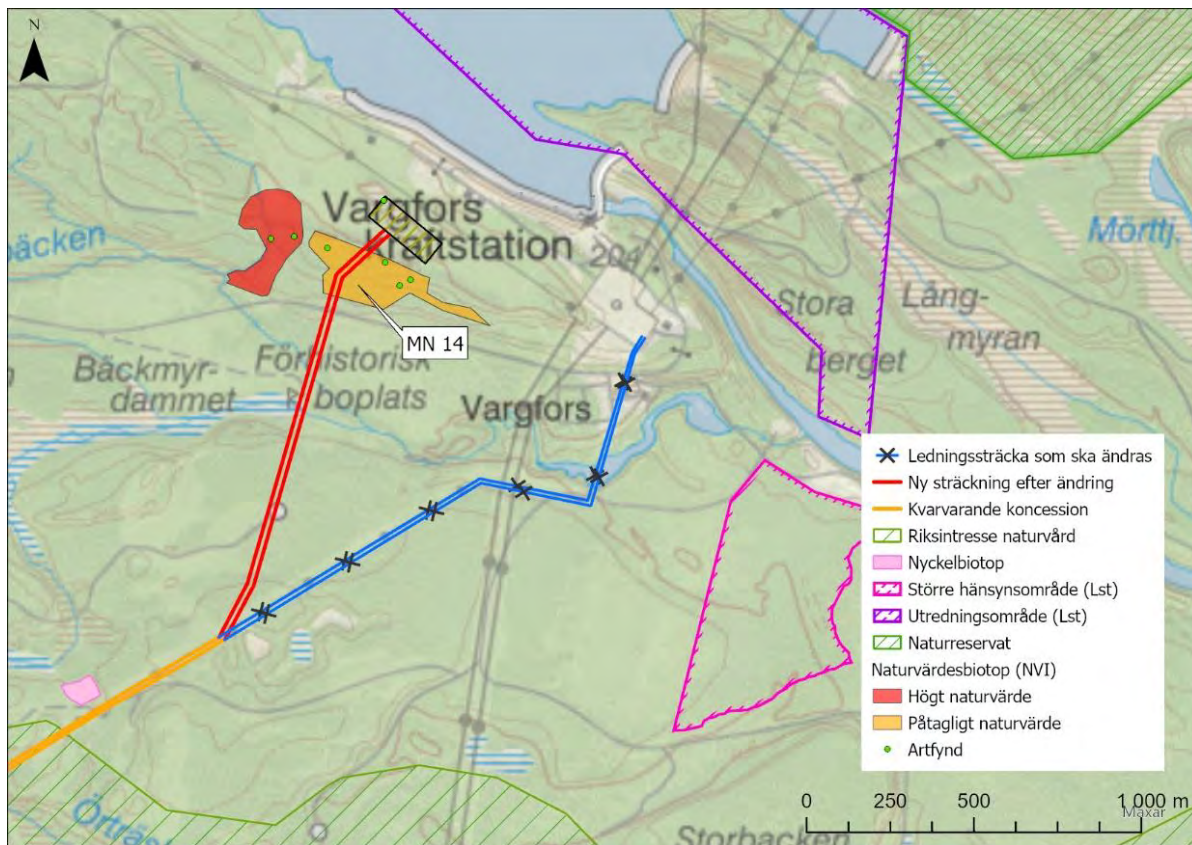 N
Vargfors
kraftstation
204
bäcken
Mörttj.
Stora
berget
Lång-
myran
MN 14
Bäckmyr-
dammet
Förhistorisk
boplats
Vargfors
Ledningssträcka som ska ändras
Ny sträckning efter ändring
Kvarvarande koncession
Riksintresse naturvård
Nyckelbiotop
Större hänsynsområde (Lst)
Utredningsområde (Lst)
Naturreservat
Naturvärdesbiotop (NVI)
Högt naturvärde
Påtagligt naturvärde
Artfynd
0 250 500 1 000 m
Maxar
Örträs
Storbacken